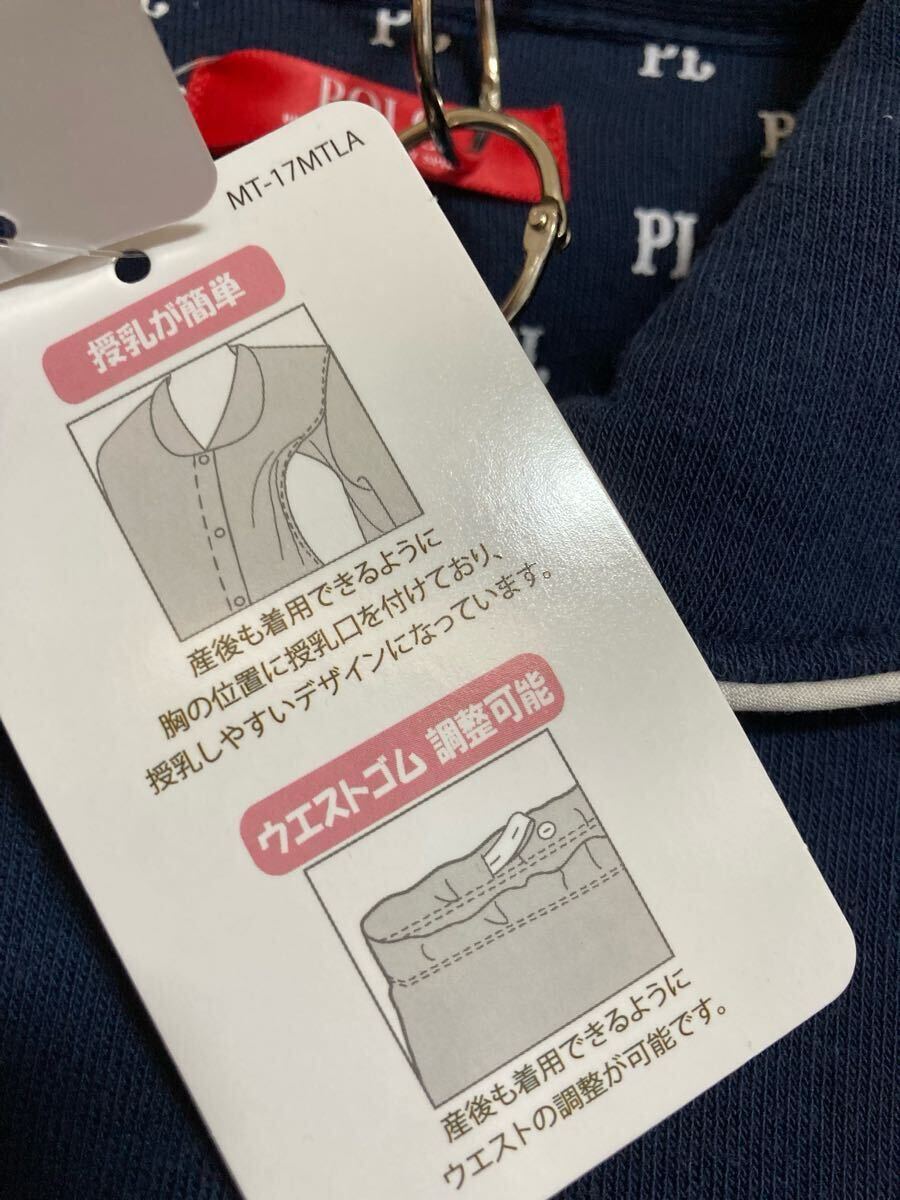 PL
PL
POLO
MT-17MTLA
PL
授乳が簡単
産後も着用できるように
胸の位置に授乳口を付けており、
授乳しやすいデザインになっています。
ウエストゴム 調整可能
産後も着用できるように
ウエストの調整が可能です。